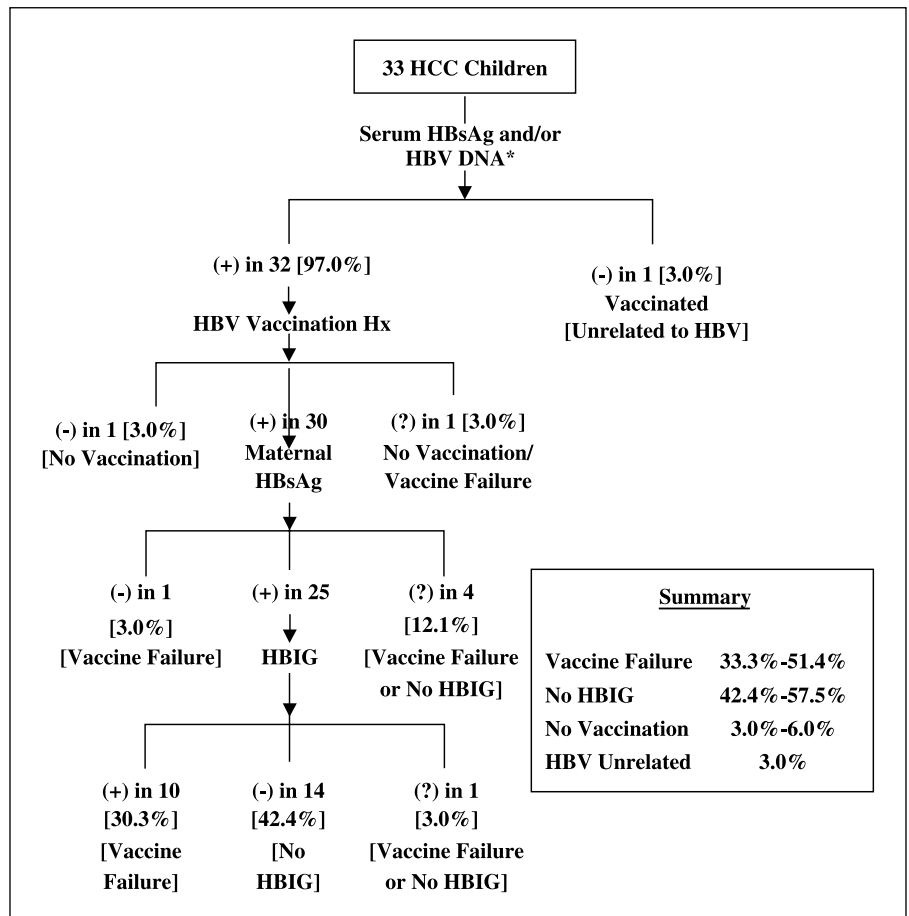 33 HCC Children
Serum HBsAg and/or
HBV DNA*
(+) in 32 [97.0%]
HBV Vaccination Hx
(-) in 1 [3.0%]
Vaccinated
[Unrelated to HBV]
(-) in 1 [3.0%]
[No Vaccination]
(+) in 30
Maternal
HBsAg
(?) in 1 [3.0%]
No Vaccination/
Vaccine Failure
(-) in 1
[3.0%]
[Vaccine Failure]
(+) in 25
HBIG
(?) in 4
[12.1%]
[Vaccine Failure
or No HBIG]
(+) in 10
[30.3%]
[Vaccine
Failure]
(-) in 14
[42.4%]
[No
HBIG]
(?) in 1
[3.0%]
[Vaccine Failure
or No HBIG]
Summary
Vaccine Failure 33.3%-51.4%
No HBIG 42.4%-57.5%
No Vaccination 3.0%-6.0%
HBV Unrelated 3.0%